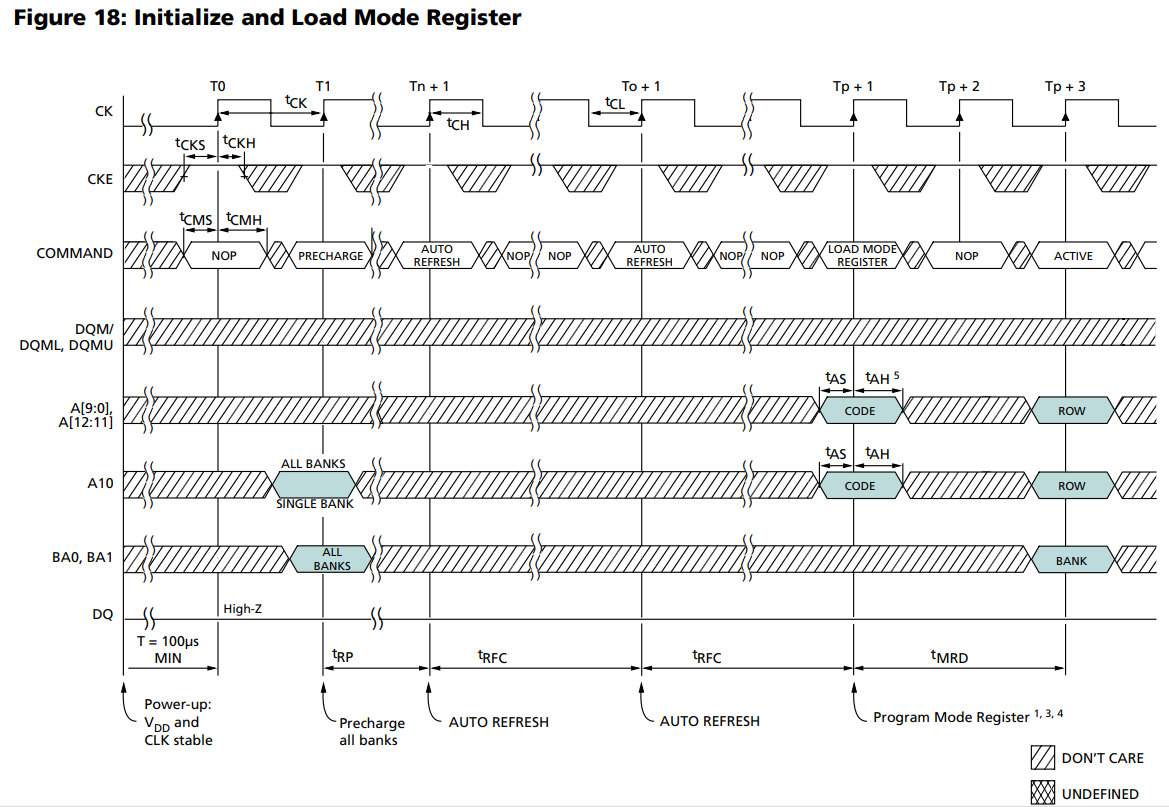 Figure 18: Initialize and Load Mode Register
T0 T1 Tn + 1 To + 1 Tp + 1 Tp + 2 Tp + 3
CK
tCK
tCH
tCL
tCKS tCKH
CKE
tCMS tCMH
COMMAND
NOP PRECHARGE AUTO REFRESH NOP NOP AUTO REFRESH NOP NOP LOAD MODE REGISTER NOP ACTIVE
DQM/
DQML, DQMU
tAS tAH 5
A[9:0],
A[12:11]
CODE ROW
tAS tAH
ALL BANKS
A10
CODE ROW
SINGLE BANK
BA0, BA1
ALL
BANKS
BANK
DQ
High-Z
T = 100µs
MIN
tRP tRFC tRFC tMRD
Power-up:
VDD and
CLK stable
Precharge
all banks
AUTO REFRESH
AUTO REFRESH
Program Mode Register 1, 3, 4
DON'T CARE
UNDEFINED